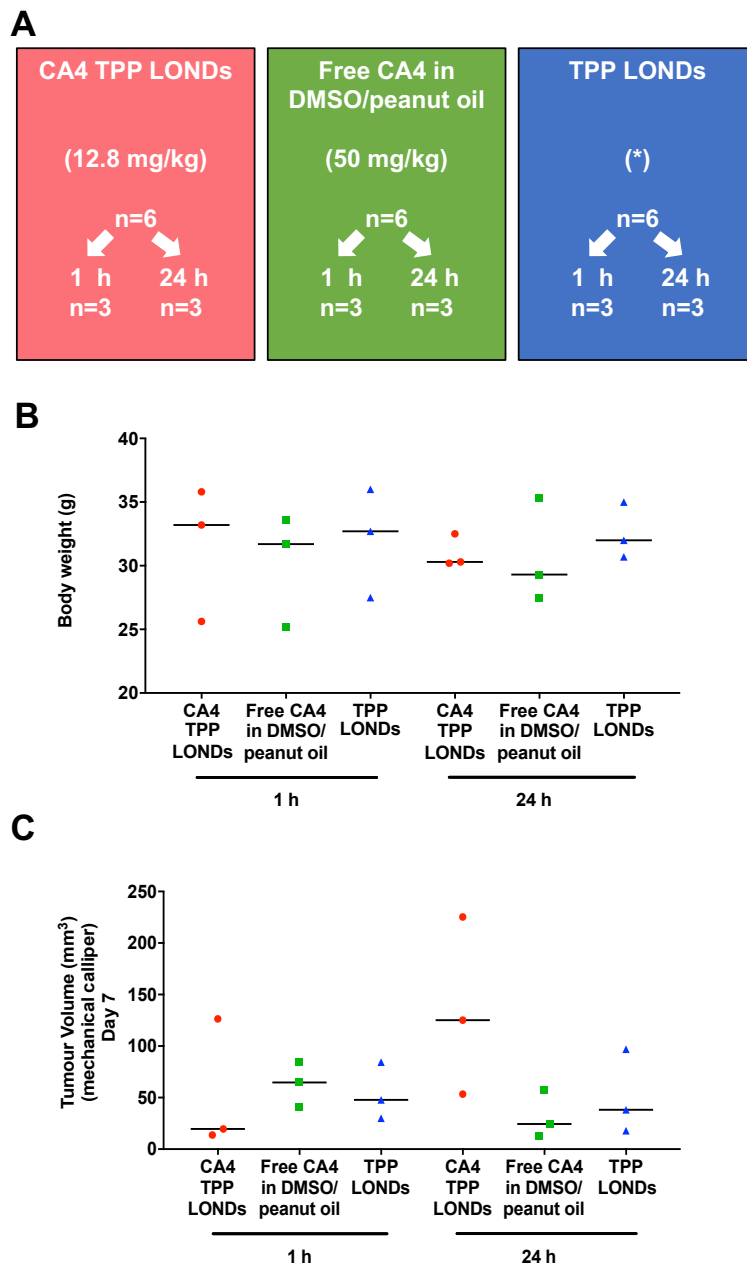 A
CA4 TPP LONDs
(12.8 mg/kg)
n=6
1 h 24 h
n=3 n=3
Free CA4 in
DMSO/peanut oil
(50 mg/kg)
n=6
1 h 24 h
n=3 n=3
TPP LONDs
(*)
n=6
1 h 24 h
n=3 n=3
B
Body weight (g)
40
35
30
25
20
CA4
TPP
LONDs
Free CA4
in DMSO/
peanut oil
TPP
LONDs
CA4
TPP
LONDs
Free CA4
in DMSO/
peanut oil
TPP
LONDs
1 h
24 h
C
Tumour Volume (mm³)
(mechanical calliper)
Day 7
250
200
150
100
50
0
CA4
TPP
LONDs
Free CA4
in DMSO/
peanut oil
TPP
LONDs
CA4
TPP
LONDs
Free CA4
in DMSO/
peanut oil
TPP
LONDs
1 h
24 h